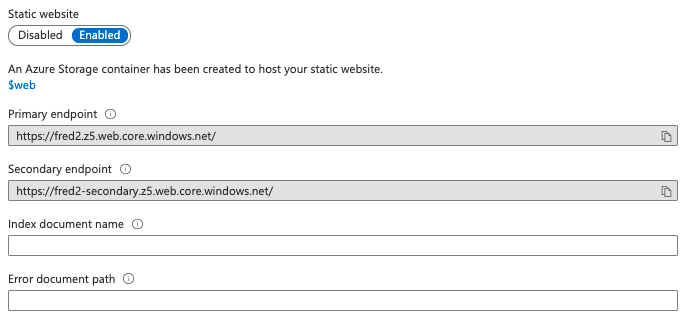 Static website
Disabled Enabled
An Azure Storage container has been created to host your static website.
$web
Primary endpoint
https://fred2.z5.web.core.windows.net/
Secondary endpoint
https://fred2-secondary.z5.web.core.windows.net/
Index document name
Error document path